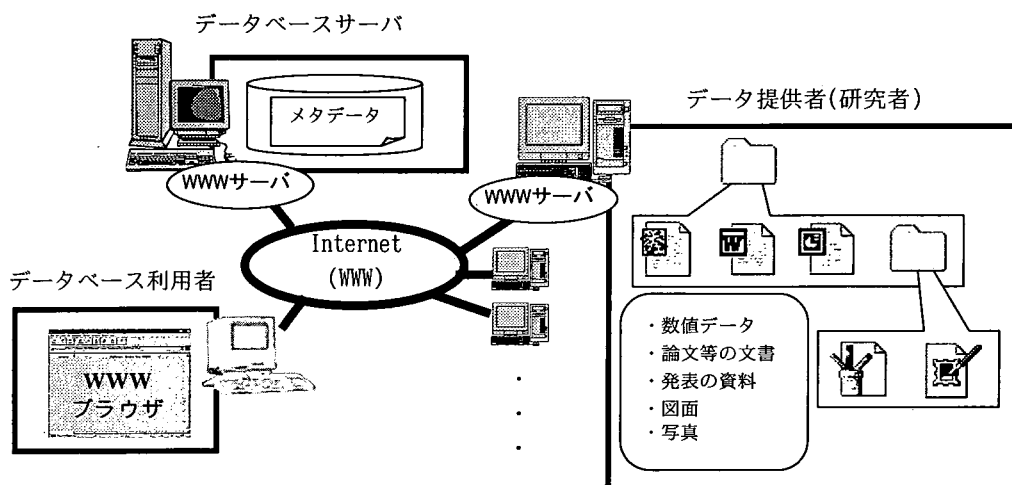 データベースサーバ
メタデータ
WWWサーバ
データ提供者(研究者)
WWWサーバ
Internet
(WWW)
データベース利用者
WWW
ブラウザ
・数値データ
・論文等の文書
・発表の資料
・図面
・写真